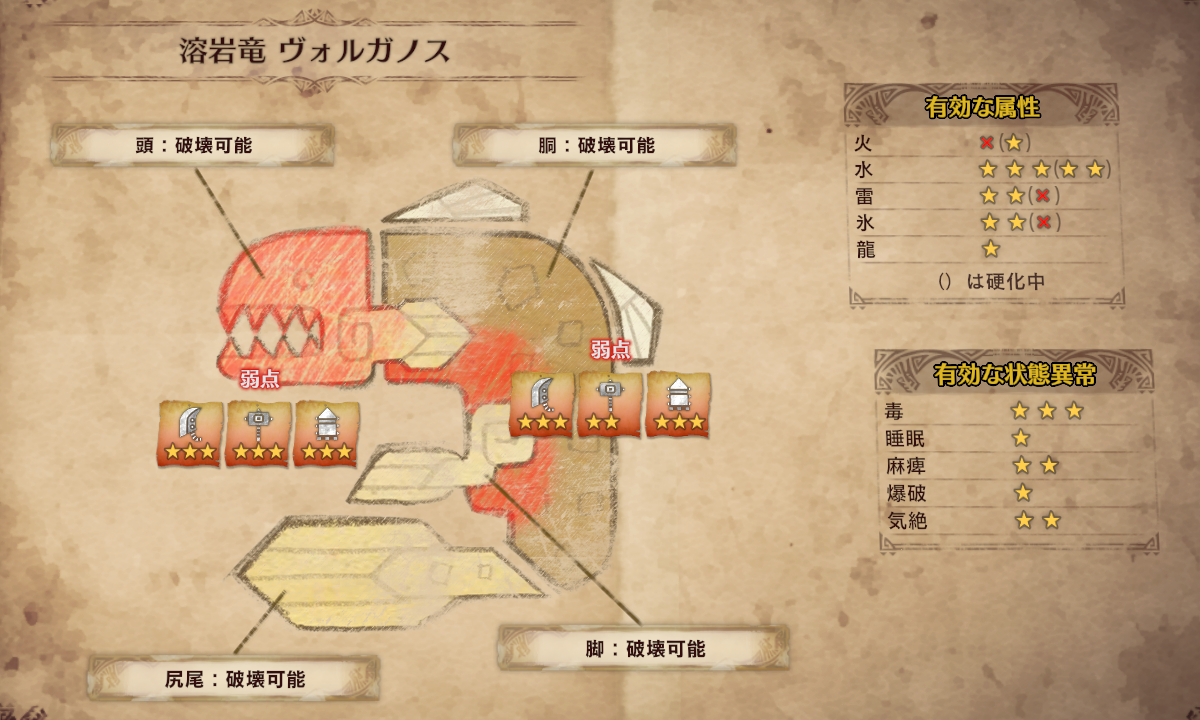 溶岩竜 ヴォルガノス
頭：破壊可能
胴：破壊可能
弱点
★★★ ★★★ ★★★
弱点
★★★ ★★ ★★★
尻尾：破壊可能
脚：破壊可能
有効な属性
火 ×(★)
水 ★★★(★★)
雷 ★★(×)
氷 ★★(×)
龍 ★
（）は硬化中
有効な状態異常
毒 ★★★
睡眠 ★
麻痺 ★★
爆破 ★
気絶 ★★